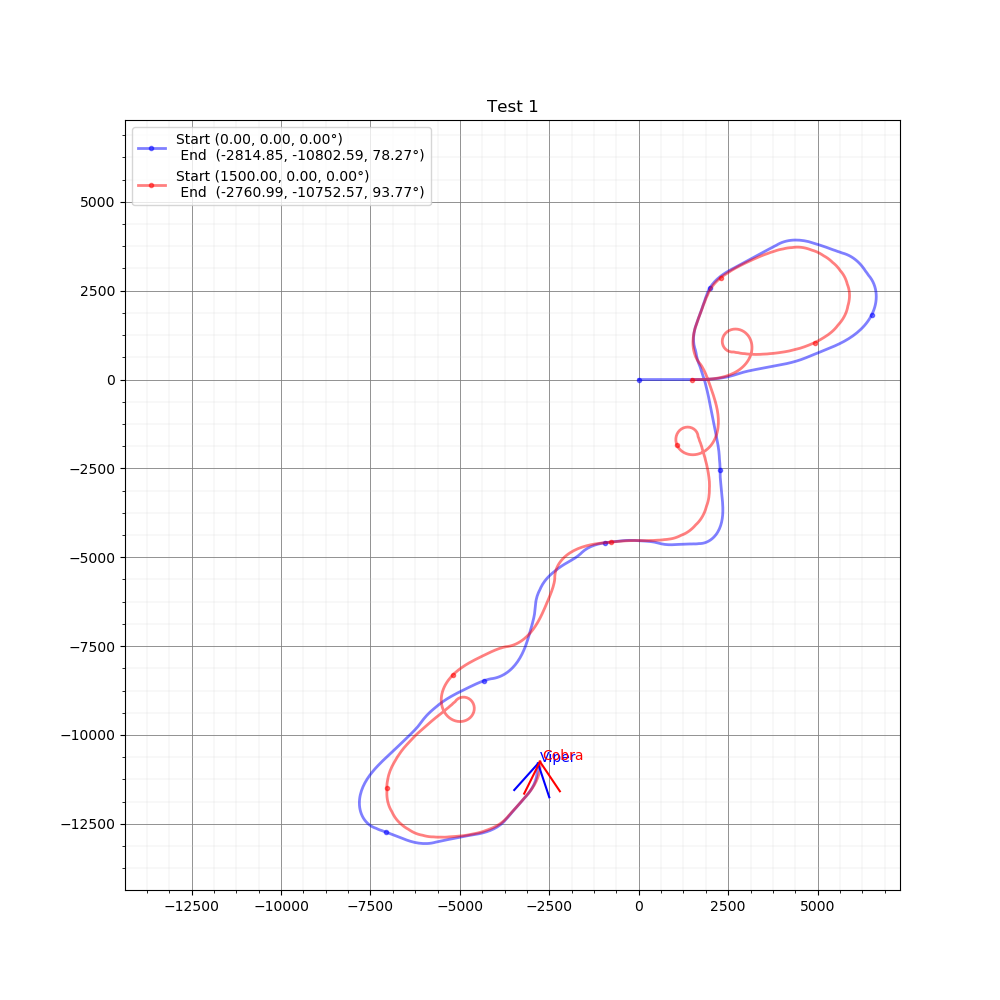 Test 1
Start (0.00, 0.00, 0.00°)
End (-2814.85, -10802.59, 78.27°)
Start (1500.00, 0.00, 0.00°)
End (-2760.99, -10752.57, 93.77°)
5000
2500
0
−2500
−5000
−7500
−10000
−12500
Cobra
Viper
−12500 −10000 −7500 −5000 −2500 0 2500 5000